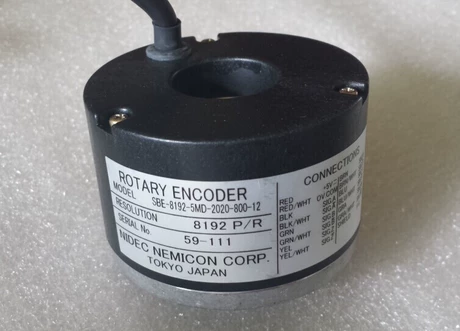 ROTARY ENCODER
MODEL SBE-8192-5MD-2020-800-12
RESOLUTION 8192 P/R
SERIAL No 59-111
NIDEC NEMICON CORP.
TOKYO JAPAN
CONNECTIONS
RED
RED/WHT
BLK
BLK/WHT
GRN
GRN/WHT
YEL
YEL/WHT